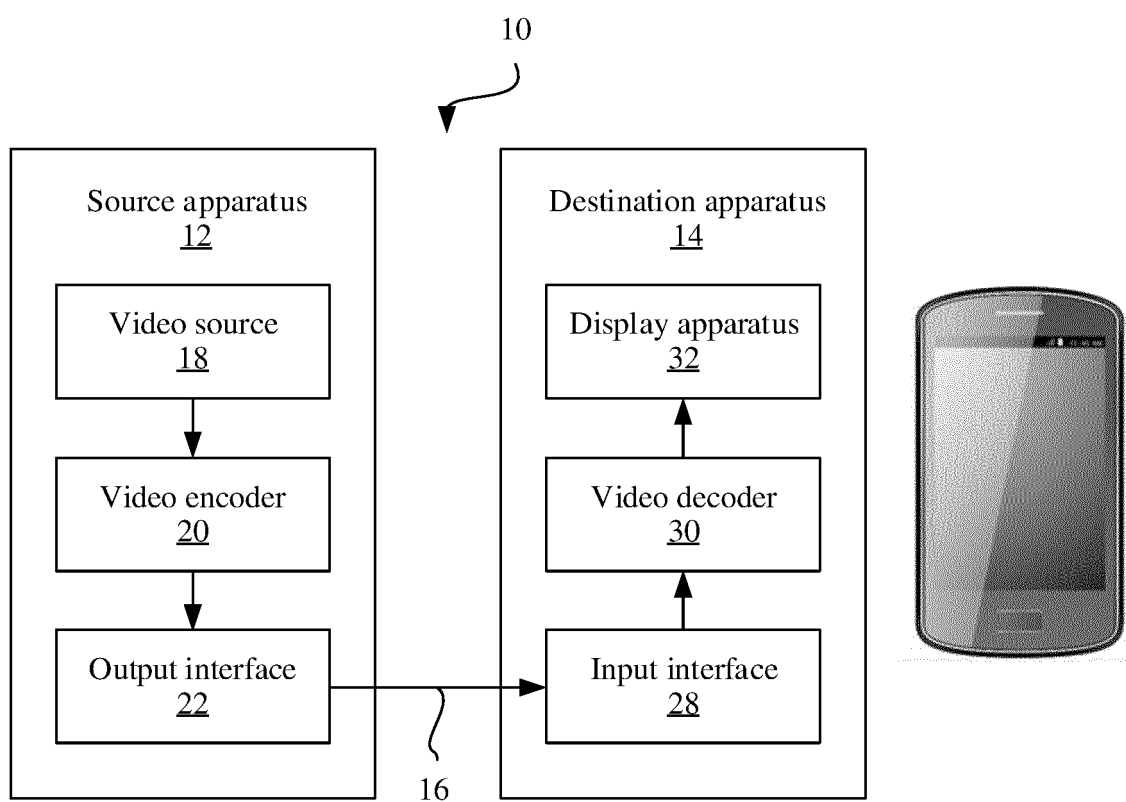 10
Source apparatus
12
Video source
18
Video encoder
20
Output interface
22
Destination apparatus
14
Display apparatus
32
Video decoder
30
Input interface
28
16